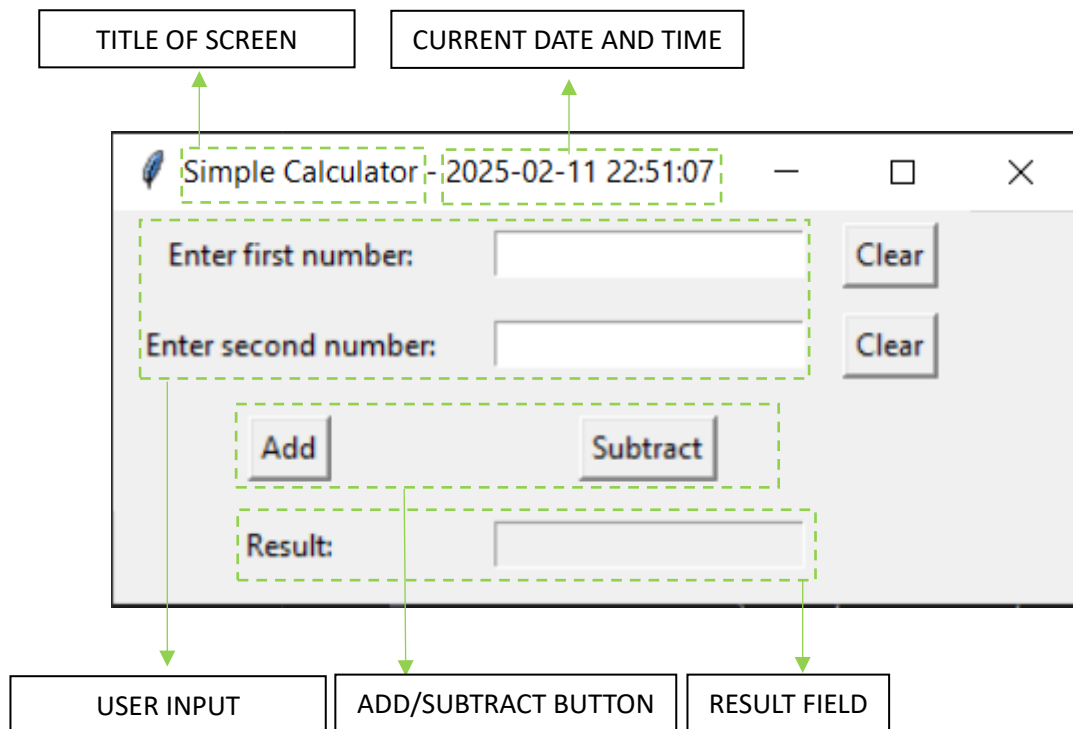 TITLE OF SCREEN
CURRENT DATE AND TIME
Simple Calculator - 2025-02-11 22:51:07
Enter first number:
Clear
Enter second number:
Clear
Add
Subtract
Result:
USER INPUT
ADD/SUBTRACT BUTTON
RESULT FIELD